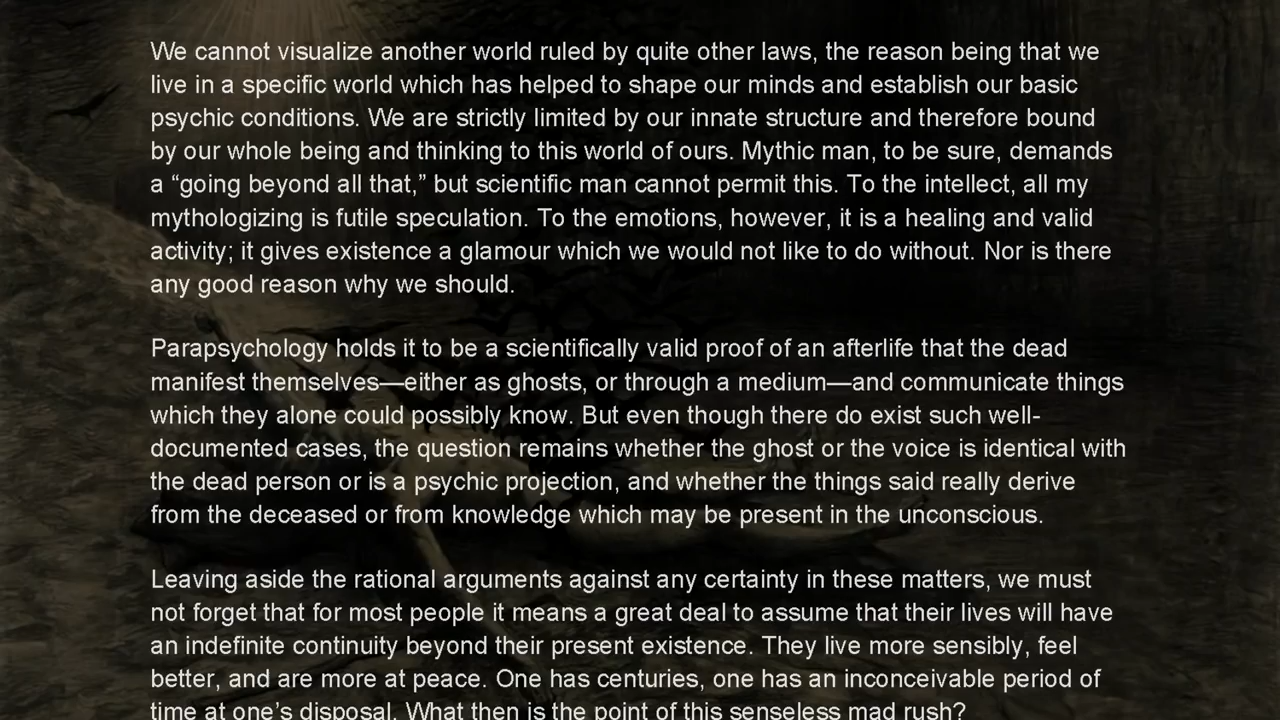 We cannot visualize another world ruled by quite other laws, the reason being that we
live in a specific world which has helped to shape our minds and establish our basic
psychic conditions. We are strictly limited by our innate structure and therefore bound
by our whole being and thinking to this world of ours. Mythic man, to be sure, demands
a “going beyond all that,” but scientific man cannot permit this. To the intellect, all my
mythologizing is futile speculation. To the emotions, however, it is a healing and valid
activity; it gives existence a glamour which we would not like to do without. Nor is there
any good reason why we should.
Parapsychology holds it to be a scientifically valid proof of an afterlife that the dead
manifest themselves—either as ghosts, or through a medium—and communicate things
which they alone could possibly know. But even though there do exist such well-
documented cases, the question remains whether the ghost or the voice is identical with
the dead person or is a psychic projection, and whether the things said really derive
from the deceased or from knowledge which may be present in the unconscious.
Leaving aside the rational arguments against any certainty in these matters, we must
not forget that for most people it means a great deal to assume that their lives will have
an indefinite continuity beyond their present existence. They live more sensibly, feel
better, and are more at peace. One has centuries, one has an inconceivable period of
time at one’s disposal. What then is the point of this senseless mad rush?